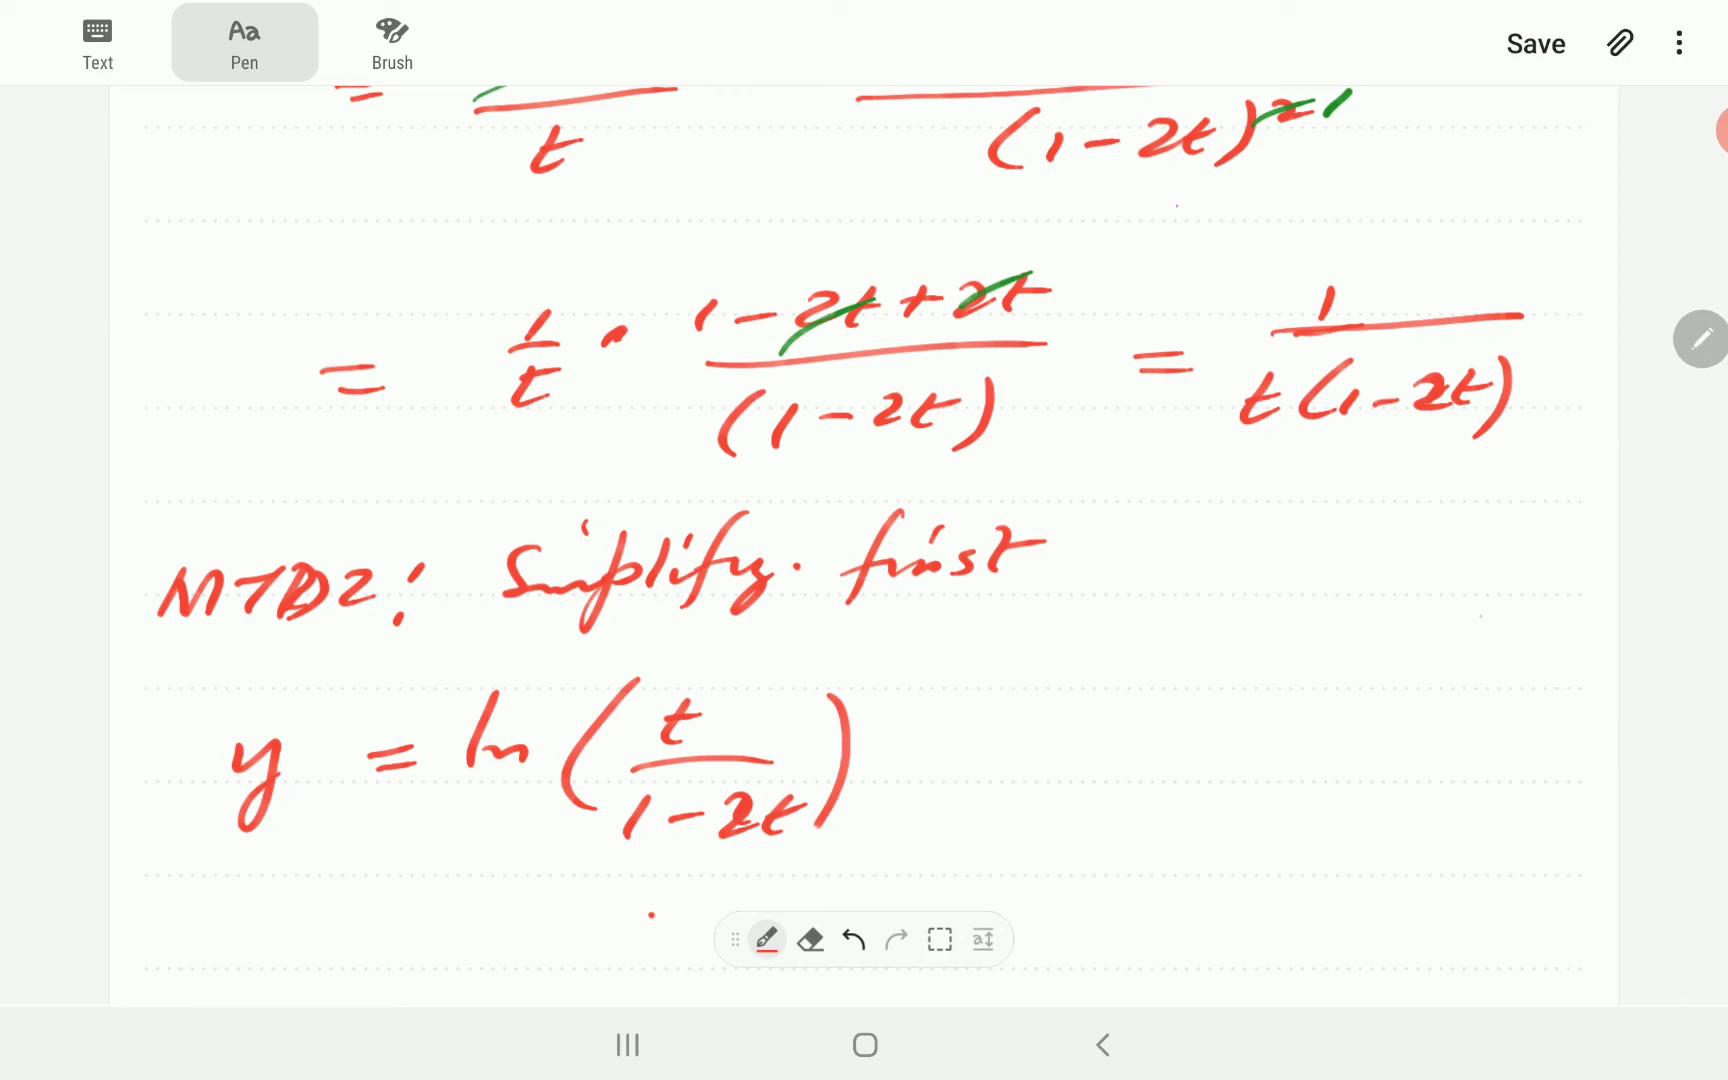 Text Pen Brush Save
= / t   / (1-2t)^2 1
= 1/t · (1-2t+2t)/(1-2t) = 1/(t(1-2t))
MTD2: Simplify. first
y = ln(t/(1-2t))